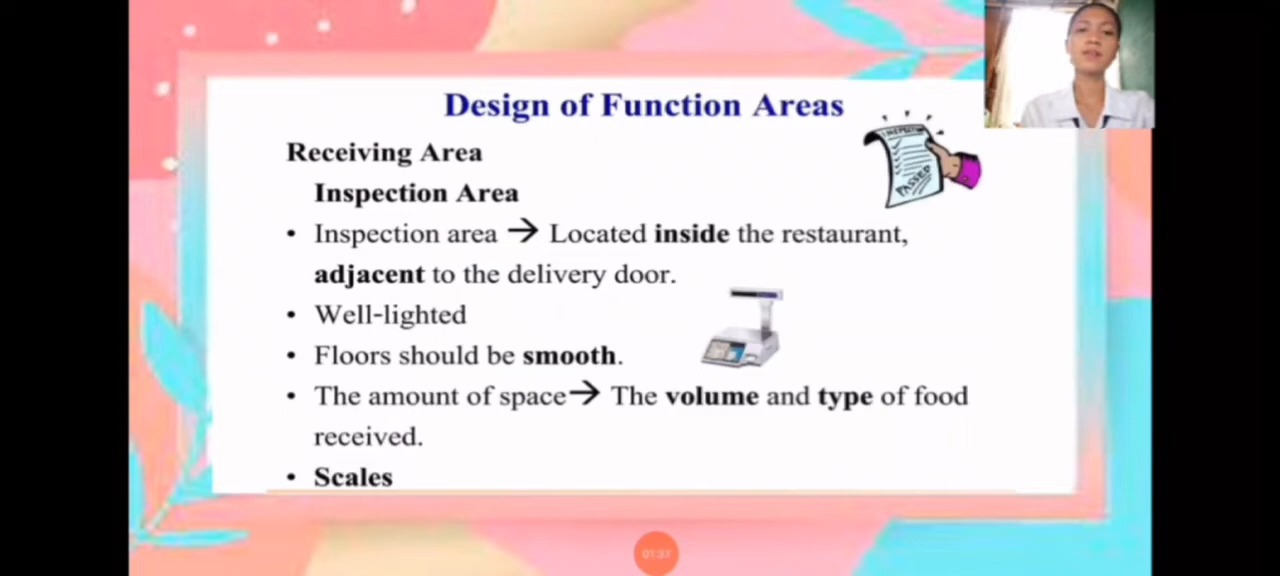 Design of Function Areas
Receiving Area
Inspection Area
• Inspection area → Located inside the restaurant,
adjacent to the delivery door.
• Well-lighted
• Floors should be smooth.
• The amount of space→ The volume and type of food
received.
• Scales
PASSED